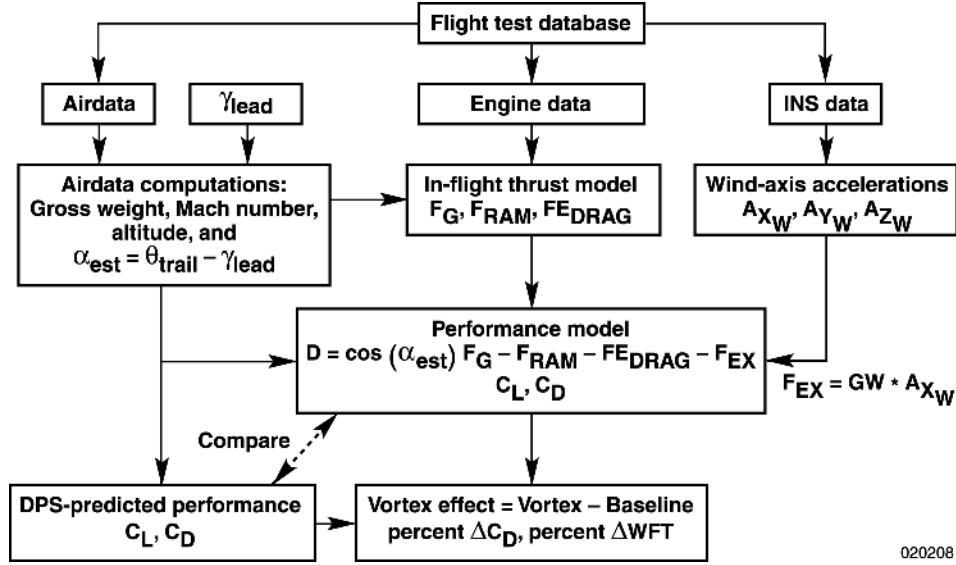 Flight test database
Airdata
γlead
Engine data
INS data
Airdata computations:
Gross weight, Mach number,
altitude, and
αest = θtrail – γlead
In-flight thrust model
FG, FRAM, FEDRAG
Wind-axis accelerations
AXW, AYW, AZW
Performance model
D = cos (αest) FG – FRAM – FEDRAG – FEX
CL, CD
FEX = GW * AXW
Compare
DPS-predicted performance
CL, CD
Vortex effect = Vortex – Baseline
percent ΔCD, percent ΔWFT
020208